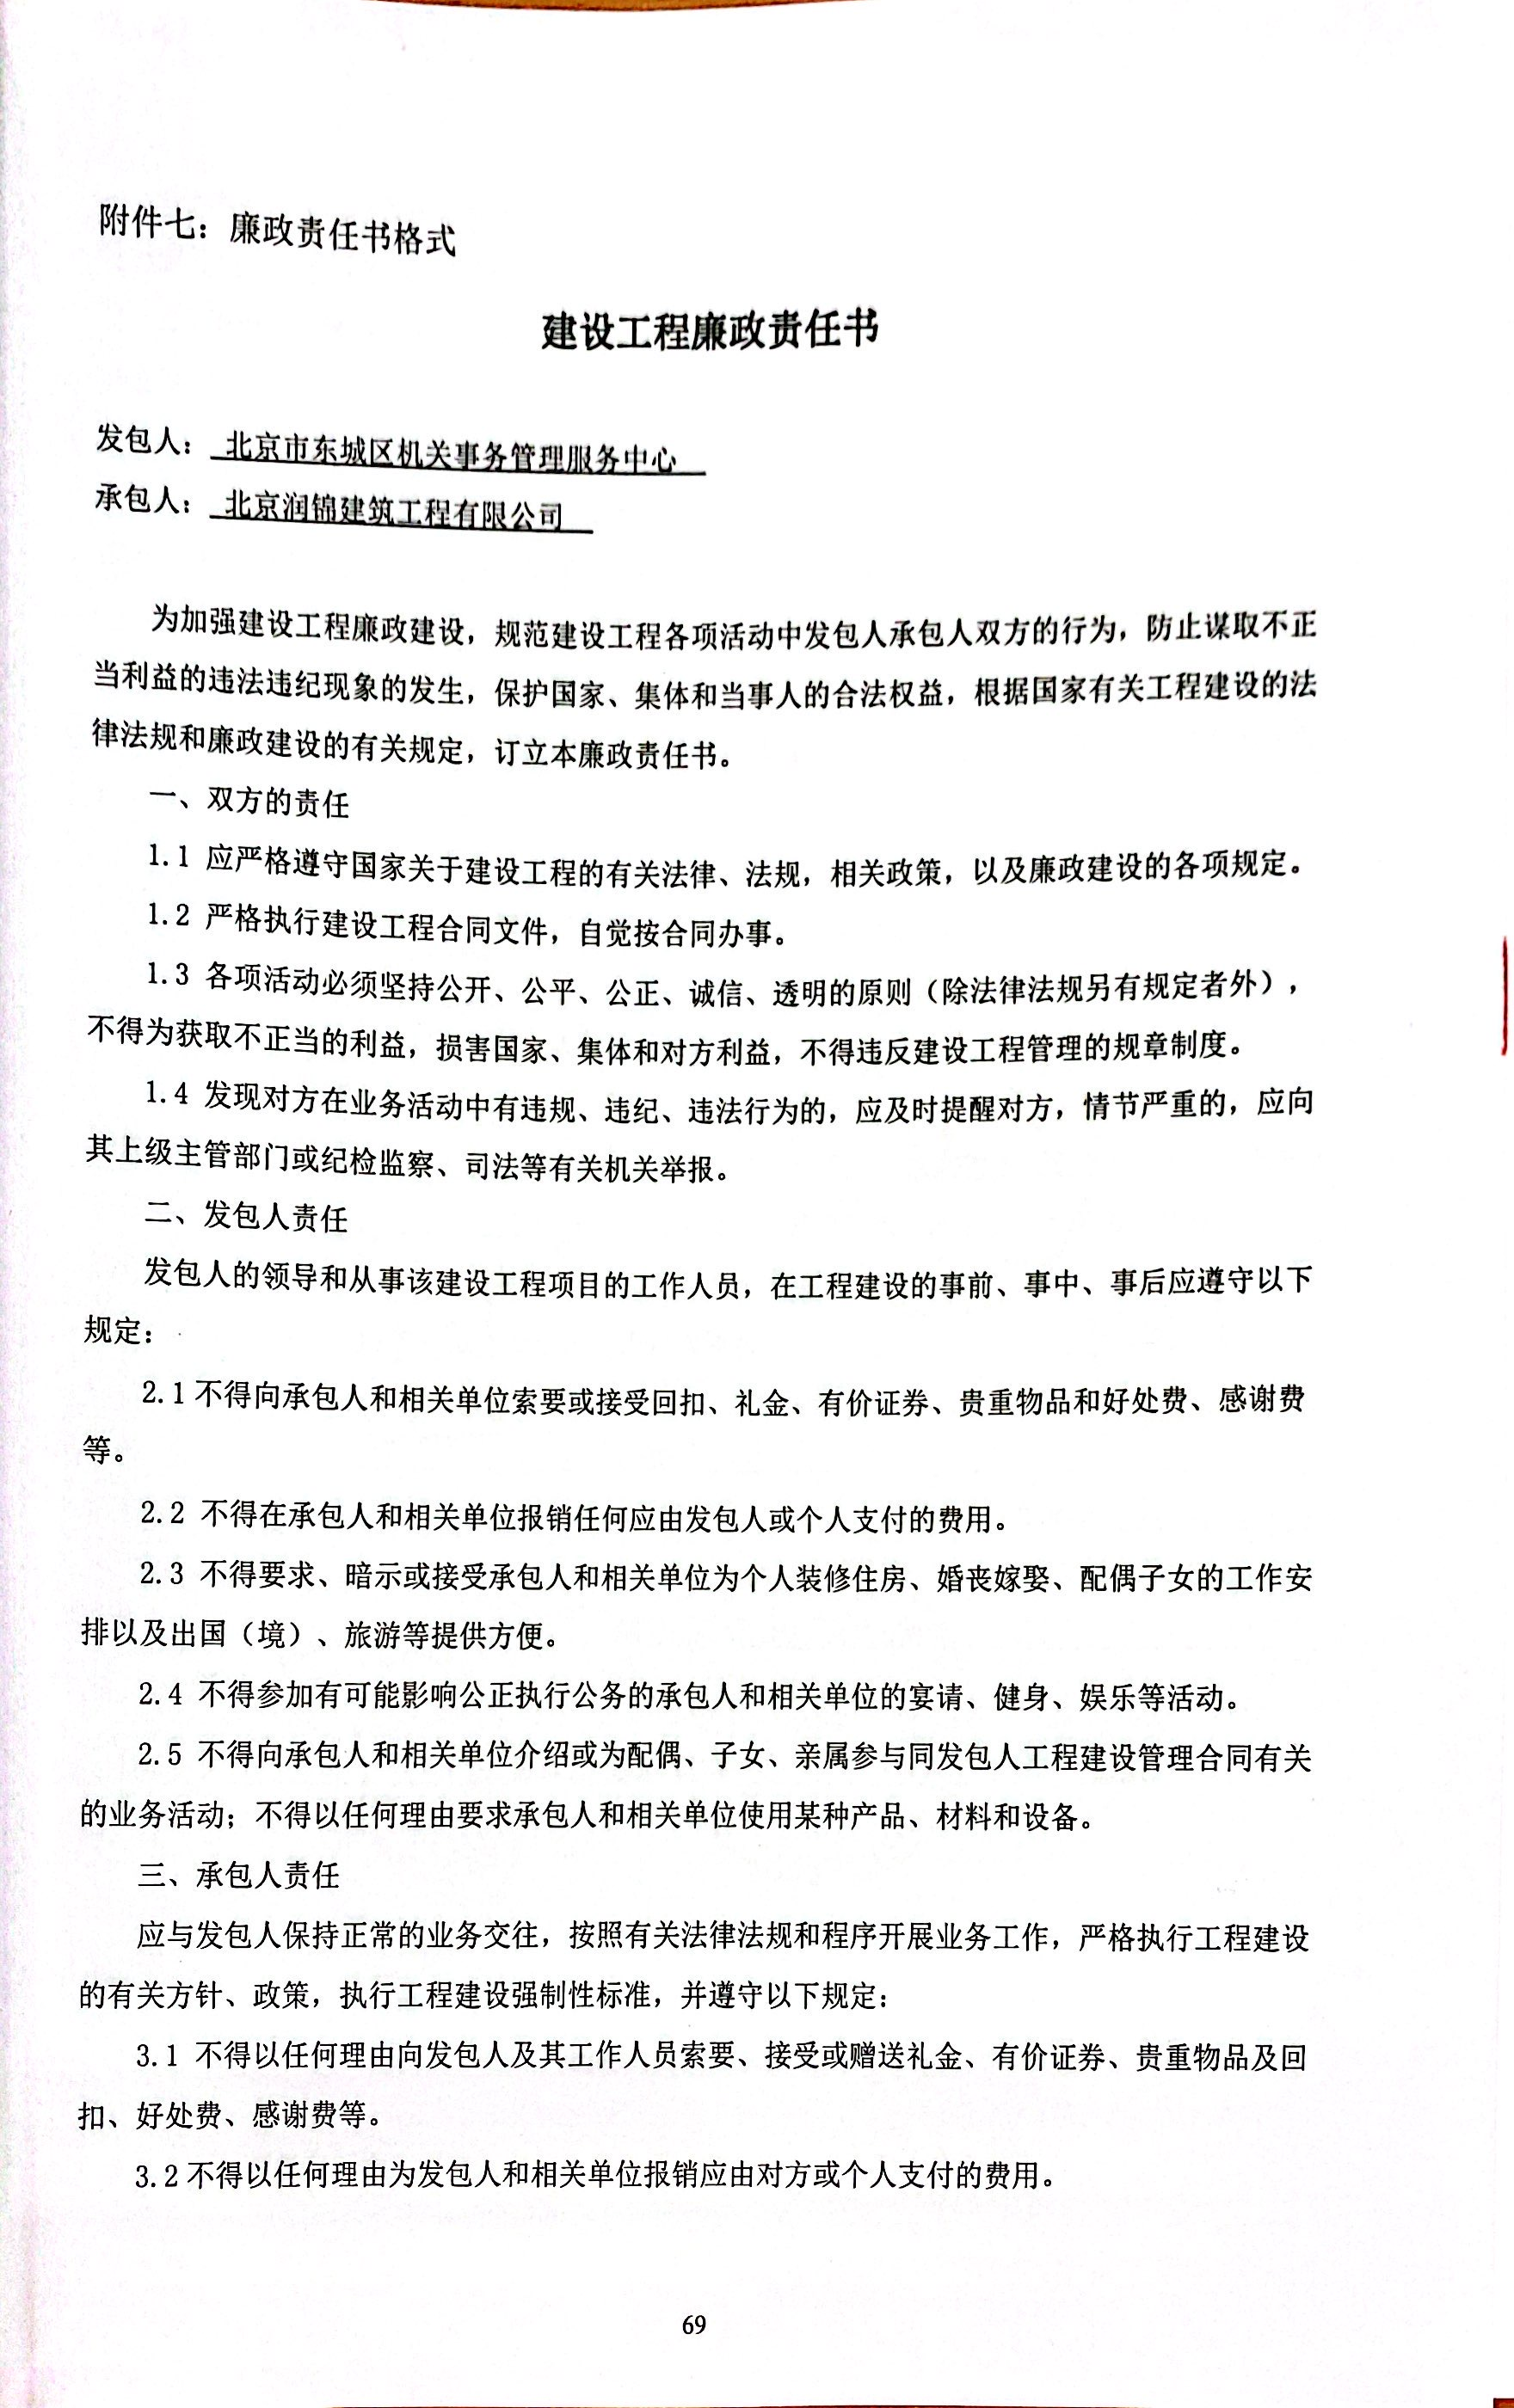 附件七：廉政责任书格式
建设工程廉政责任书
发包人：北京市东城区机关事务管理服务中心
承包人：北京润锦建筑工程有限公司
为加强建设工程廉政建设，规范建设工程各项活动中发包人承包人双方的行为，防止谋取不正
当利益的违法违纪现象的发生，保护国家、集体和当事人的合法权益，根据国家有关工程建设的法
律法规和廉政建设的有关规定，订立本廉政责任书。
一、双方的责任
1.1 应严格遵守国家关于建设工程的有关法律、法规，相关政策，以及廉政建设的各项规定。
1.2 严格执行建设工程合同文件，自觉按合同办事。
1.3 各项活动必须坚持公开、公平、公正、诚信、透明的原则（除法律法规另有规定者外），
不得为获取不正当的利益，损害国家、集体和对方利益，不得违反建设工程管理的规章制度。
1.4 发现对方在业务活动中有违规、违纪、违法行为的，应及时提醒对方，情节严重的，应向
其上级主管部门或纪检监察、司法等有关机关举报。
二、发包人责任
发包人的领导和从事该建设工程项目的工作人员，在工程建设的事前、事中、事后应遵守以下
规定：
2.1不得向承包人和相关单位索要或接受回扣、礼金、有价证券、贵重物品和好处费、感谢费
等。
2.2 不得在承包人和相关单位报销任何应由发包人或个人支付的费用。
2.3 不得要求、暗示或接受承包人和相关单位为个人装修住房、婚丧嫁娶、配偶子女的工作安
排以及出国（境）、旅游等提供方便。
2.4 不得参加有可能影响公正执行公务的承包人和相关单位的宴请、健身、娱乐等活动。
2.5 不得向承包人和相关单位介绍或为配偶、子女、亲属参与同发包人工程建设管理合同有关
的业务活动；不得以任何理由要求承包人和相关单位使用某种产品、材料和设备。
三、承包人责任
应与发包人保持正常的业务交往，按照有关法律法规和程序开展业务工作，严格执行工程建设
的有关方针、政策，执行工程建设强制性标准，并遵守以下规定：
3.1 不得以任何理由向发包人及其工作人员索要、接受或赠送礼金、有价证券、贵重物品及回
扣、好处费、感谢费等。
3.2不得以任何理由为发包人和相关单位报销应由对方或个人支付的费用。
69